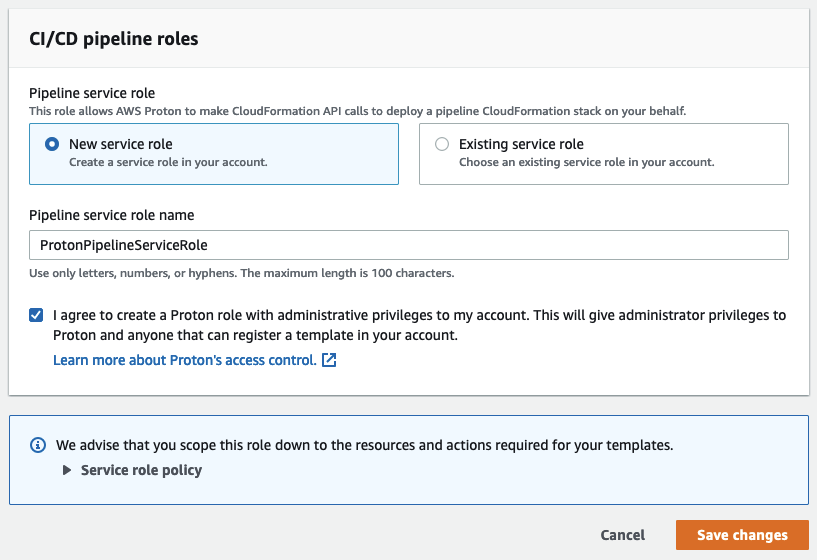 CI/CD pipeline roles
Pipeline service role
This role allows AWS Proton to make CloudFormation API calls to deploy a pipeline CloudFormation stack on your behalf.
New service role
Create a service role in your account.
Existing service role
Choose an existing service role in your account.
Pipeline service role name
ProtonPipelineServiceRole
Use only letters, numbers, or hyphens. The maximum length is 100 characters.
I agree to create a Proton role with administrative privileges to my account. This will give administrator privileges to
Proton and anyone that can register a template in your account.
Learn more about Proton's access control.
We advise that you scope this role down to the resources and actions required for your templates.
Service role policy
Cancel
Save changes